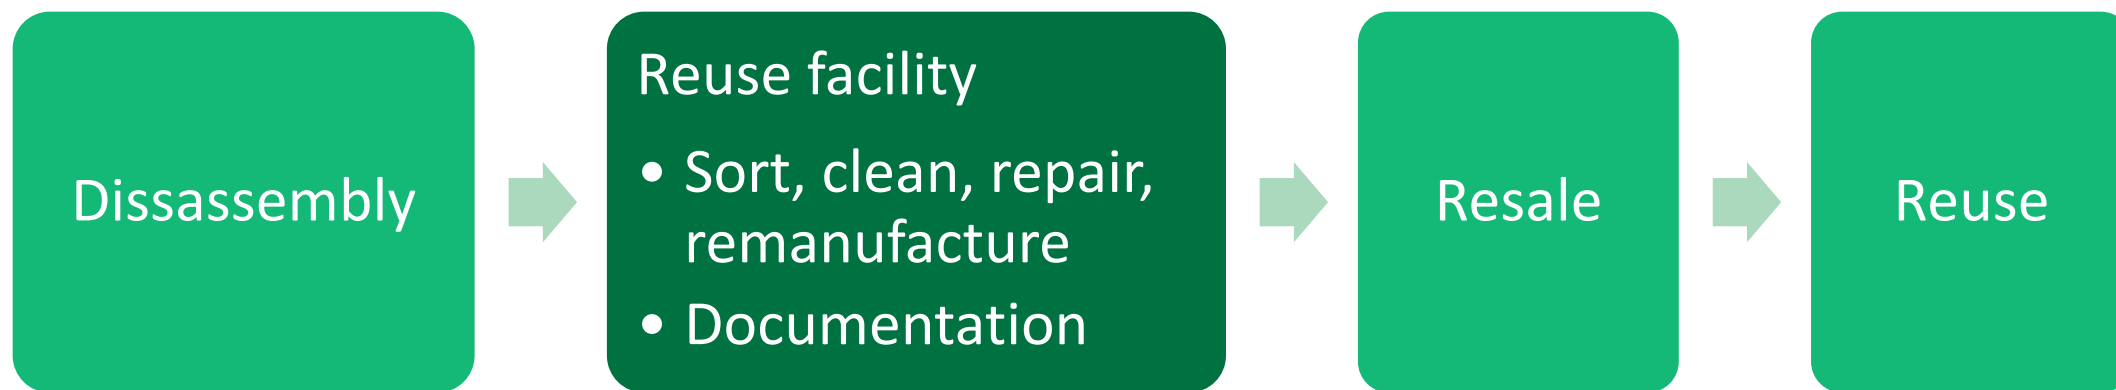 Dissassembly
Reuse facility
• Sort, clean, repair,
remanufacture
• Documentation
Resale
Reuse